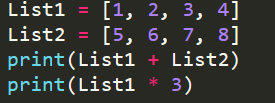 List1 = [1, 2, 3, 4]
List2 = [5, 6, 7, 8]
print(List1 + List2)
print(List1 * 3)